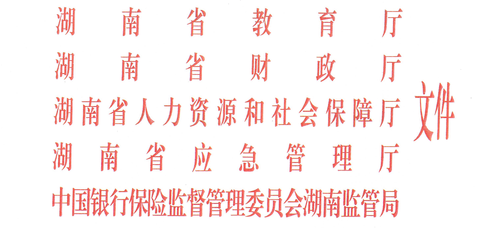 湖南省教育厅
湖南省财政厅
湖南省人力资源和社会保障厅
湖南省应急管理厅
中国银行保险监督管理委员会湖南监管局
文件